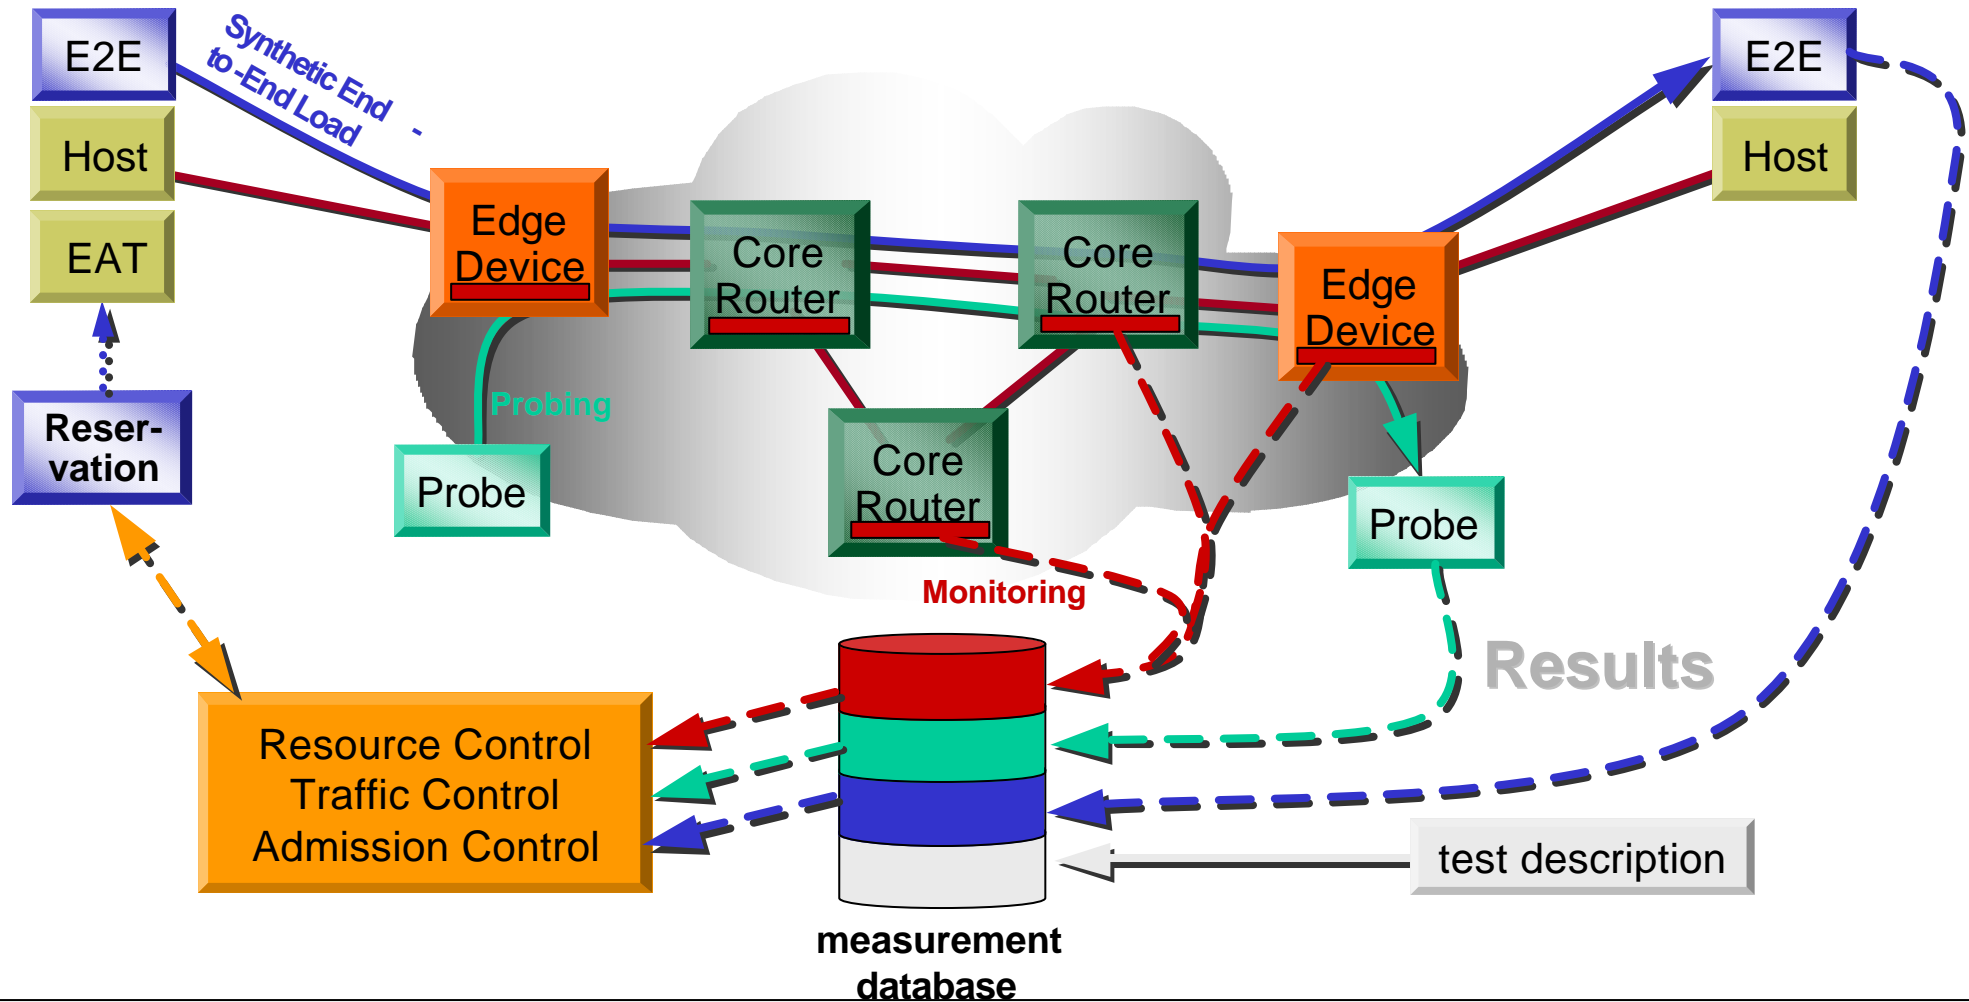 E2E
Synthetic End -
to -End Load
E2E
Host
Host
EAT
Edge
Device
Core
Router
Core
Router
Edge
Device
Reser-
vation
Probing
Probe
Core
Router
Probe
Monitoring
Results
Resource Control
Traffic Control
Admission Control
test description
measurement
database